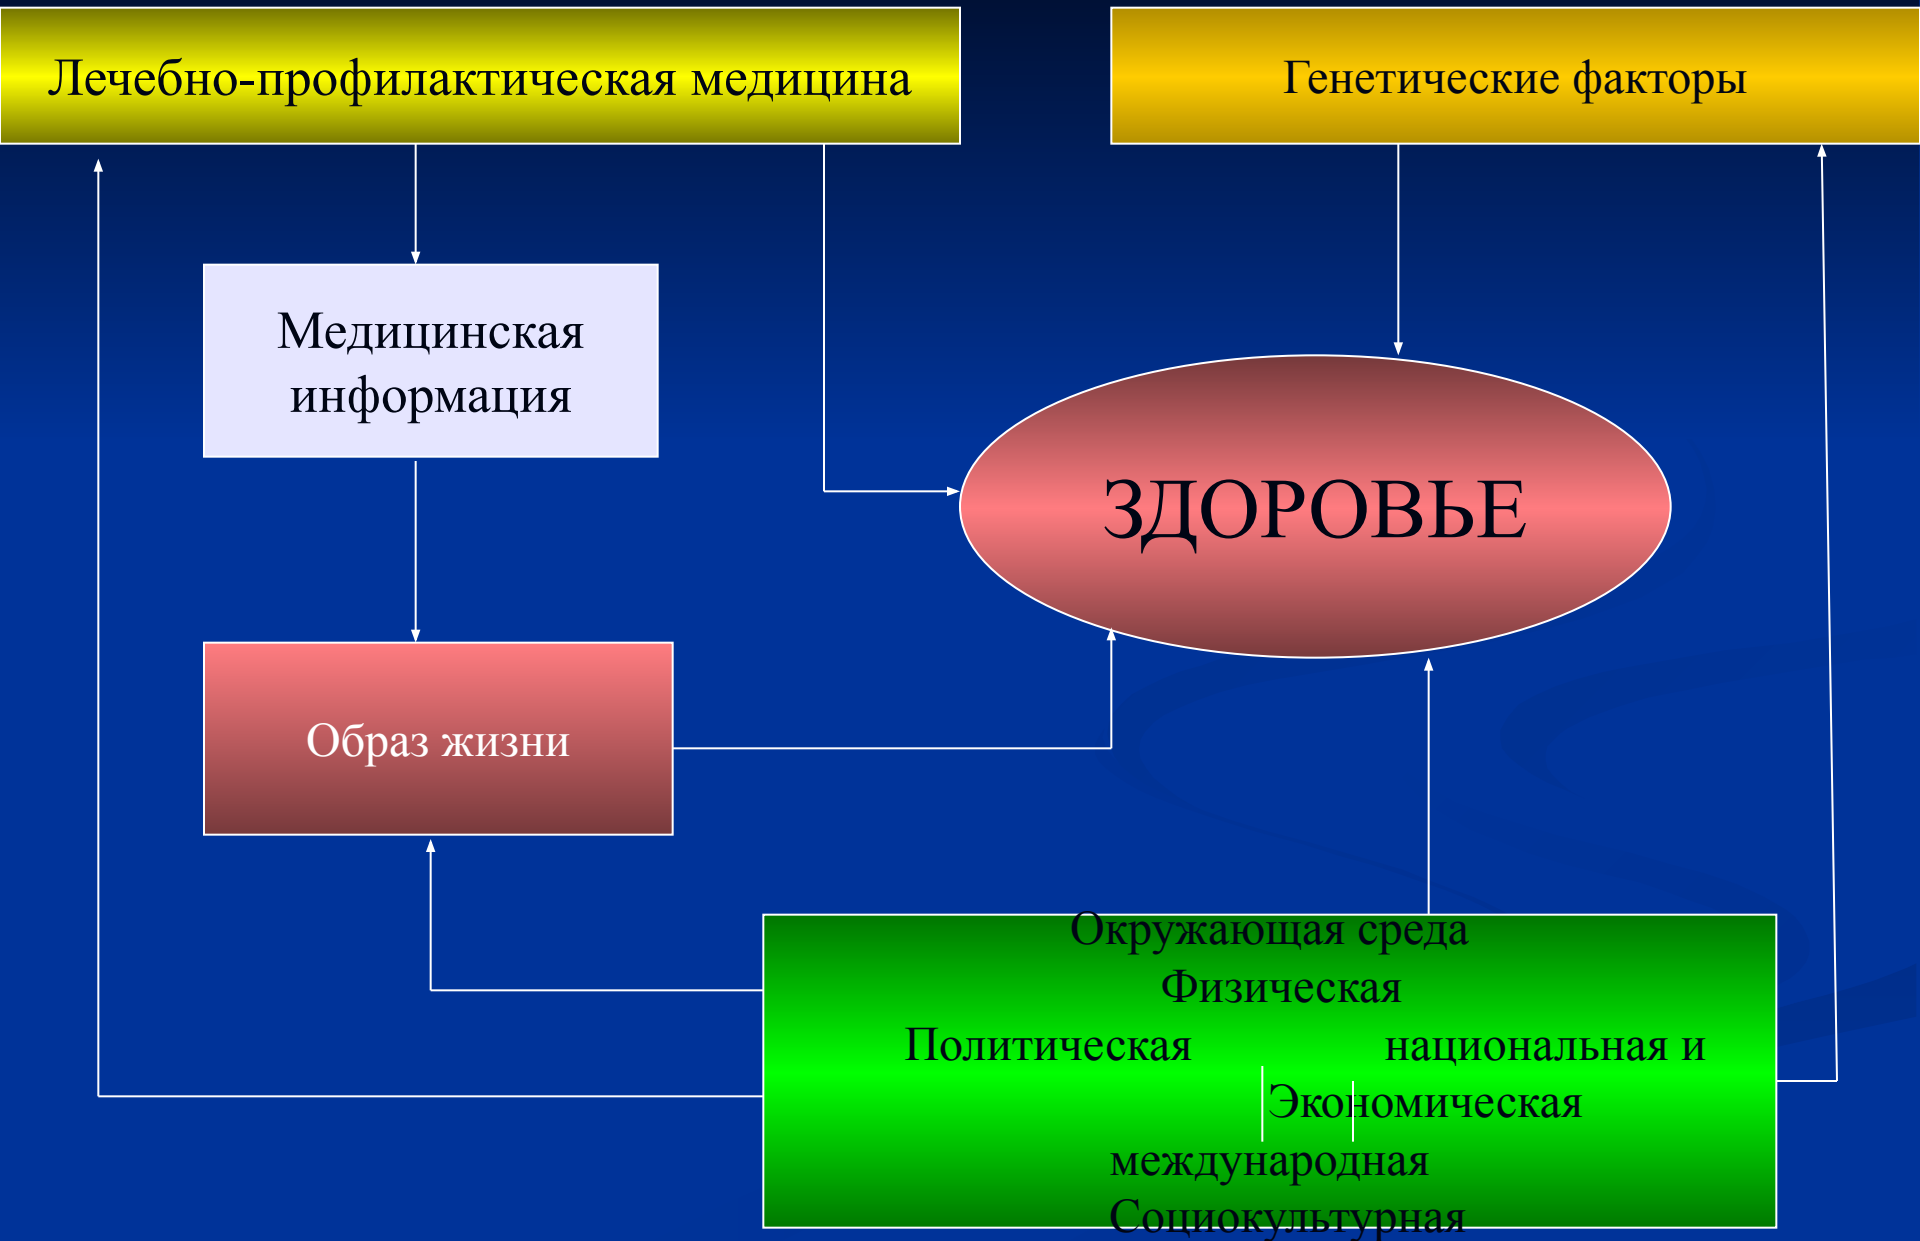 Лечебно-профилактическая медицина
Генетические факторы
Медицинская
информация
ЗДОРОВЬЕ
Образ жизни
Окружающая среда
Физическая
Политическая национальная и
Экономическая
международная
Социокультурная